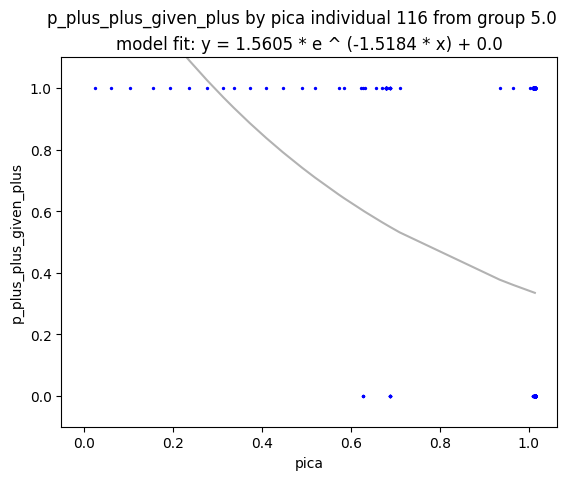 p_plus_plus_given_plus by pica individual 116 from group 5.0
model fit: y = 1.5605 * e ^ (-1.5184 * x) + 0.0
p_plus_plus_given_plus
1.0
0.8
0.6
0.4
0.2
0.0
0.0 0.2 0.4 0.6 0.8 1.0
pica